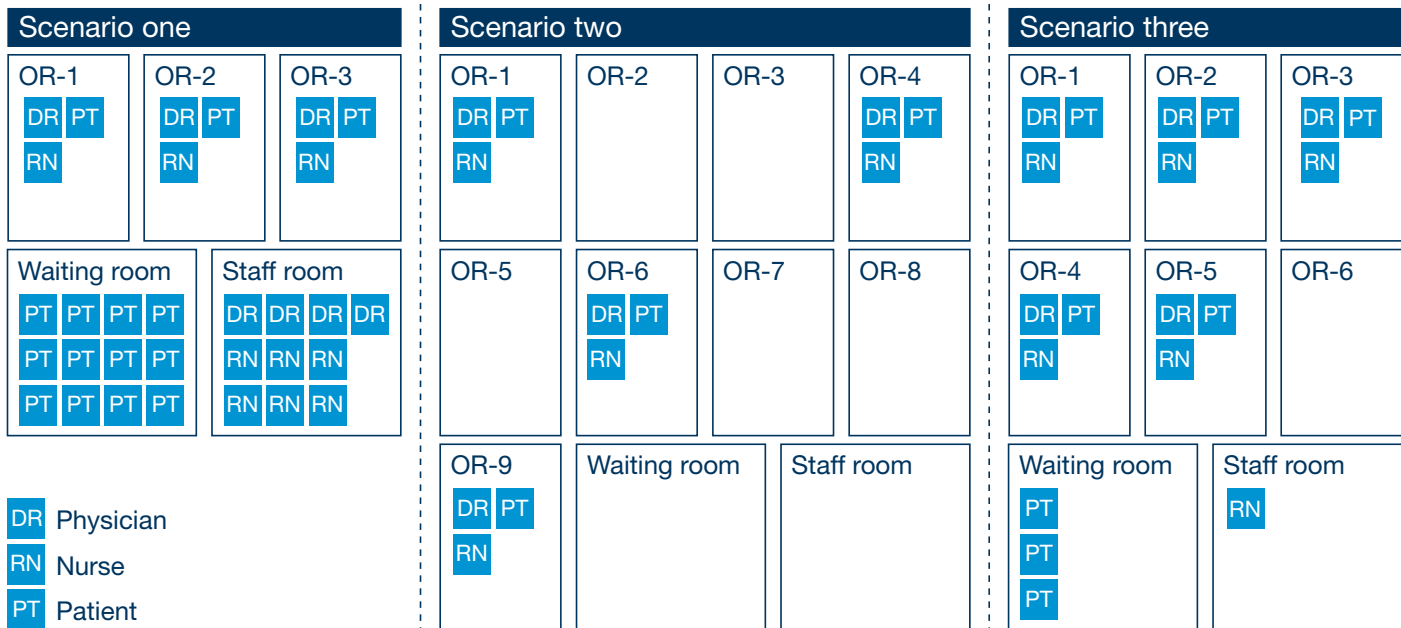 Scenario one
OR-1 OR-2 OR-3
DR PT DR PT DR PT
RN RN RN
Waiting room Staff room
PT PT PT PT DR DR DR DR
PT PT PT PT RN RN RN
PT PT PT PT RN RN RN
DR Physician
RN Nurse
PT Patient
Scenario two
OR-1 OR-2 OR-3 OR-4
DR PT DR PT
RN RN
OR-5 OR-6 OR-7 OR-8
DR PT
RN
OR-9 Waiting room Staff room
DR PT
RN
Scenario three
OR-1 OR-2 OR-3
DR PT DR PT DR PT
RN RN RN
OR-4 OR-5 OR-6
DR PT DR PT
RN RN
Waiting room Staff room
PT RN
PT
PT